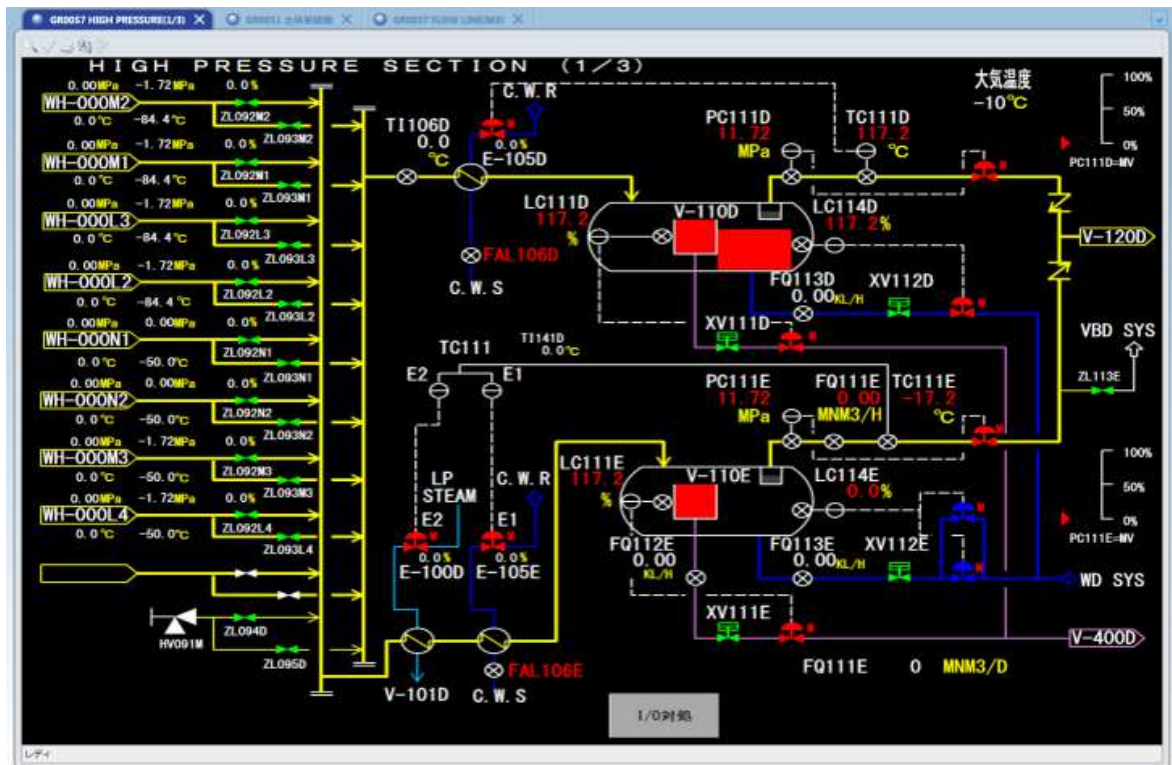 GR0057 HIGH PRESSURE(1/3)
HIGH PRESSURE SECTION (1/3)
0.00MPa -1.72MPa 0.0%
WH-000M2
ZL092M2
0.0℃ -84.4℃
ZL093M2
0.00MPa -1.72MPa 0.0%
WH-000M1
ZL092M1
0.0℃ -84.4℃
ZL093M1
0.00MPa -1.72MPa 0.0%
WH-000L3
ZL092L3
0.0℃ -84.4℃
ZL093L3
0.00MPa -1.72MPa 0.0%
WH-000L2
ZL092L2
0.0℃ -84.4℃
ZL093L2
0.00MPa 0.00MPa 0.0%
WH-000N1
ZL092N1
0.0℃ -50.0℃
ZL093N1
0.00MPa 0.00MPa 0.0%
WH-000N2
ZL092N2
0.0℃ -50.0℃
ZL093N2
0.00MPa -1.72MPa 0.0%
WH-000M3
ZL092M3
0.0℃ -50.0℃
ZL093M3
0.00MPa -1.72MPa 0.0%
WH-000L4
ZL092L4
0.0℃ -50.0℃
ZL093L4
HV091M
ZL094D
ZL095D
TI106D
0.0
℃
C.W.R
M
0.0%
E-105D
FAL106D
C.W.S
PC111D
11.72
MPa
TC111D
117.2
℃
M
大気温度
-10℃
100%
50%
0%
PC111D=MV
LC111D
117.2
%
V-110D
LC114D
117.2%
FQ113D
0.00KL/H
XV112D
M
XV111D
M
V-120D
VBD SYS
ZL113E
TC111
TI141D
0.0℃
E2 E1
PC111E
11.72
MPa
FQ111E
0.00
MNM3/H
TC111E
-17.2
℃
M
LC111E
117.2
%
V-110E
LC114E
0.0%
100%
50%
0%
PC111E=MV
LP
STEAM
C.W.R
E2
M
E1
M
0.0%
E-100D
0.0%
E-105E
FQ112E
0.00
KL/H
FQ113E
0.00KL/H
XV112E
M
M
WD SYS
XV111E
M
V-400D
FAL106E
V-101D
C.W.S
FQ111E 0 MNM3/D
I/O対処
レディ